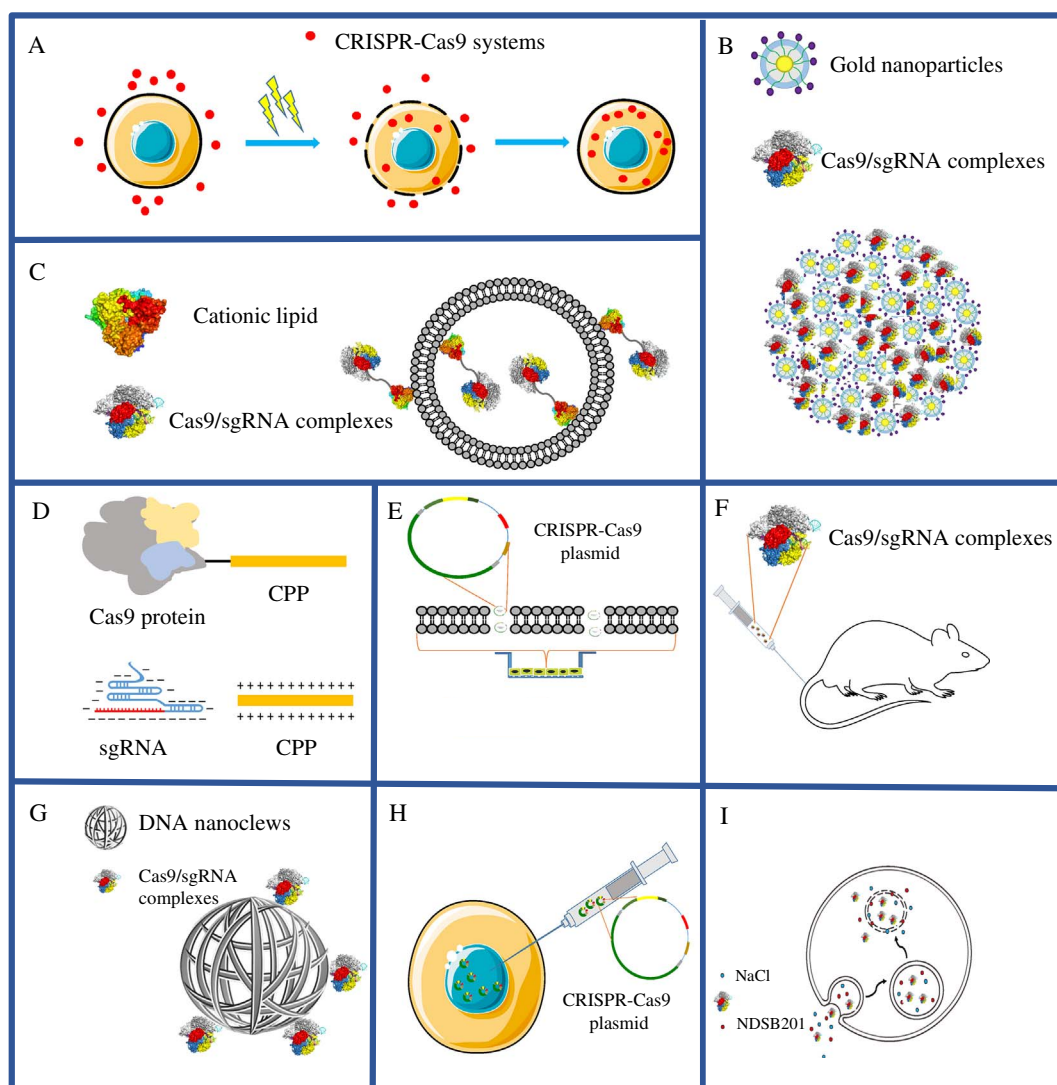 A
CRISPR-Cas9 systems
B
Gold nanoparticles
Cas9/sgRNA complexes
C
Cationic lipid
Cas9/sgRNA complexes
D
Cas9 protein
CPP
sgRNA
CPP
E
CRISPR-Cas9
plasmid
F
Cas9/sgRNA complexes
G
DNA nanoclews
Cas9/sgRNA
complexes
H
CRISPR-Cas9
plasmid
I
NaCl
NDSB201